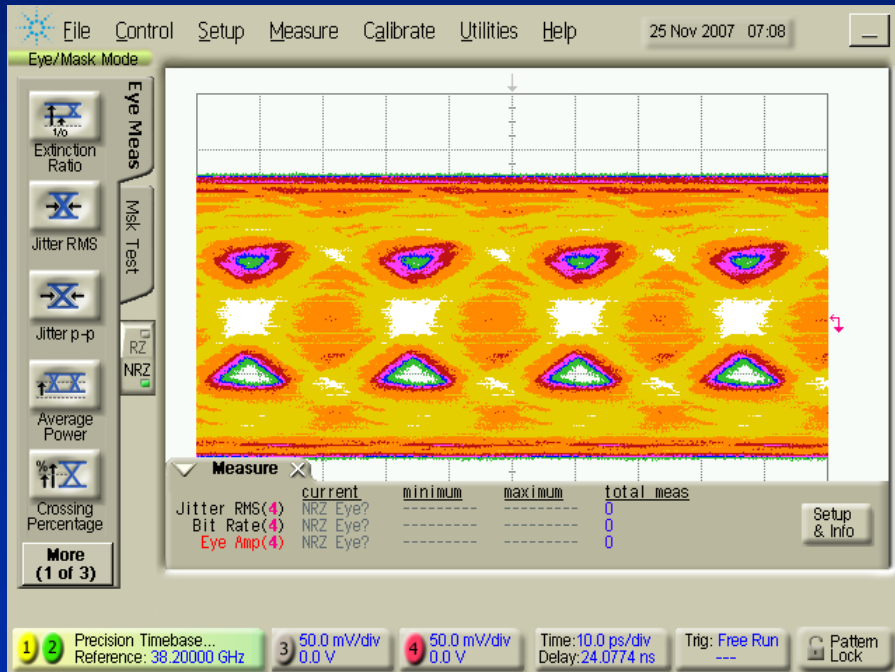 File Control Setup Measure Calibrate Utilities Help 25 Nov 2007 07:08
Eye/Mask Mode
Eye Meas
Msk Test
1/0
Extinction
Ratio
Jitter RMS
Jitter p-p
RZ
NRZ
Average
Power
%
Crossing
Percentage
More
(1 of 3)
Measure
current minimum maximum total meas
Jitter RMS(4) NRZ Eye? --------- --------- 0
Bit Rate(4) NRZ Eye? --------- --------- 0
Eye Amp(4) NRZ Eye? --------- --------- 0
Setup
& Info
1 2 Precision Timebase...
Reference: 38.20000 GHz
3 50.0 mV/div
0.0 V
4 50.0 mV/div
0.0 V
Time:10.0 ps/div
Delay:24.0774 ns
Trig: Free Run
---
Pattern
Lock